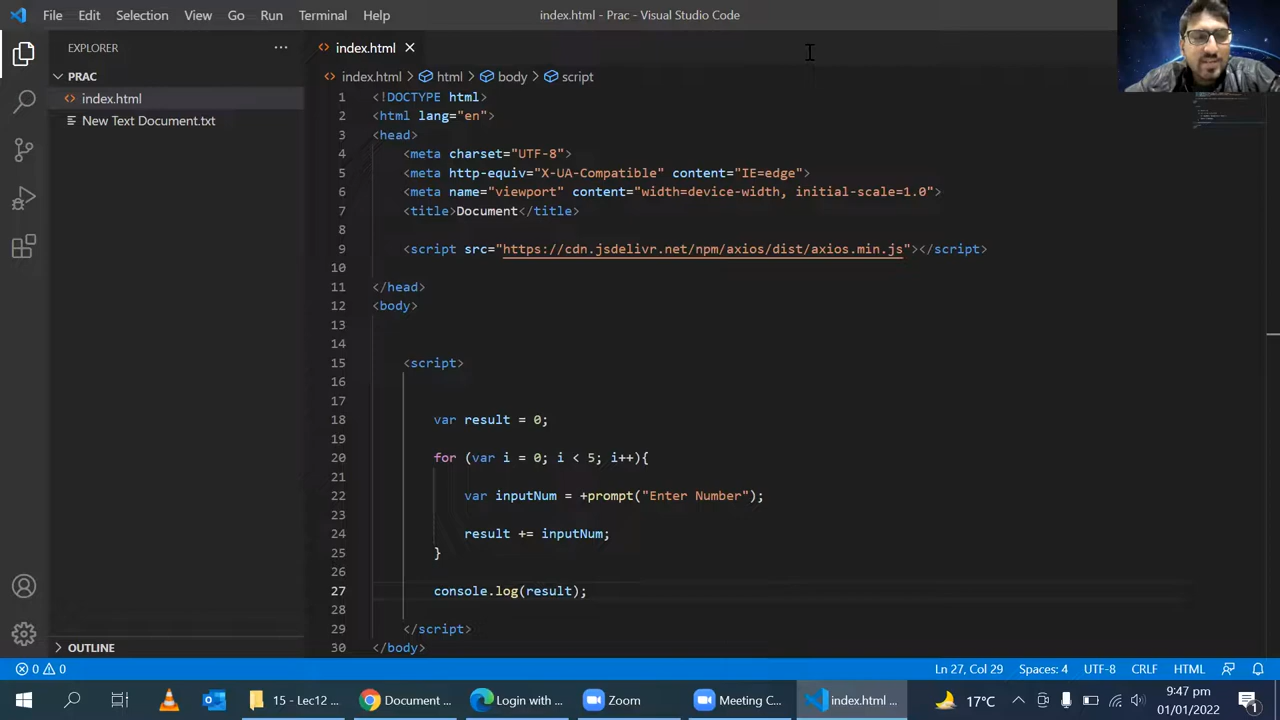 File Edit Selection View Go Run Terminal Help index.html - Prac - Visual Studio Code
EXPLORER ···
PRAC
index.html
New Text Document.txt
OUTLINE
index.html
index.html > html > body > script
1 <!DOCTYPE html>
2 <html lang="en">
3 <head>
4 <meta charset="UTF-8">
5 <meta http-equiv="X-UA-Compatible" content="IE=edge">
6 <meta name="viewport" content="width=device-width, initial-scale=1.0">
7 <title>Document</title>
8
9 <script src="https://cdn.jsdelivr.net/npm/axios/dist/axios.min.js"></script>
10
11 </head>
12 <body>
13
14
15 <script>
16
17
18 var result = 0;
19
20 for (var i = 0; i < 5; i++){
21
22 var inputNum = +prompt("Enter Number");
23
24 result += inputNum;
25 }
26
27 console.log(result);
28
29 </script>
30 </body>
0 0 Ln 27, Col 29 Spaces: 4 UTF-8 CRLF HTML
15 - Lec12 ... Document ... Login with ... Zoom Meeting C... index.html ... 17°C 9:47 pm
01/01/2022 1